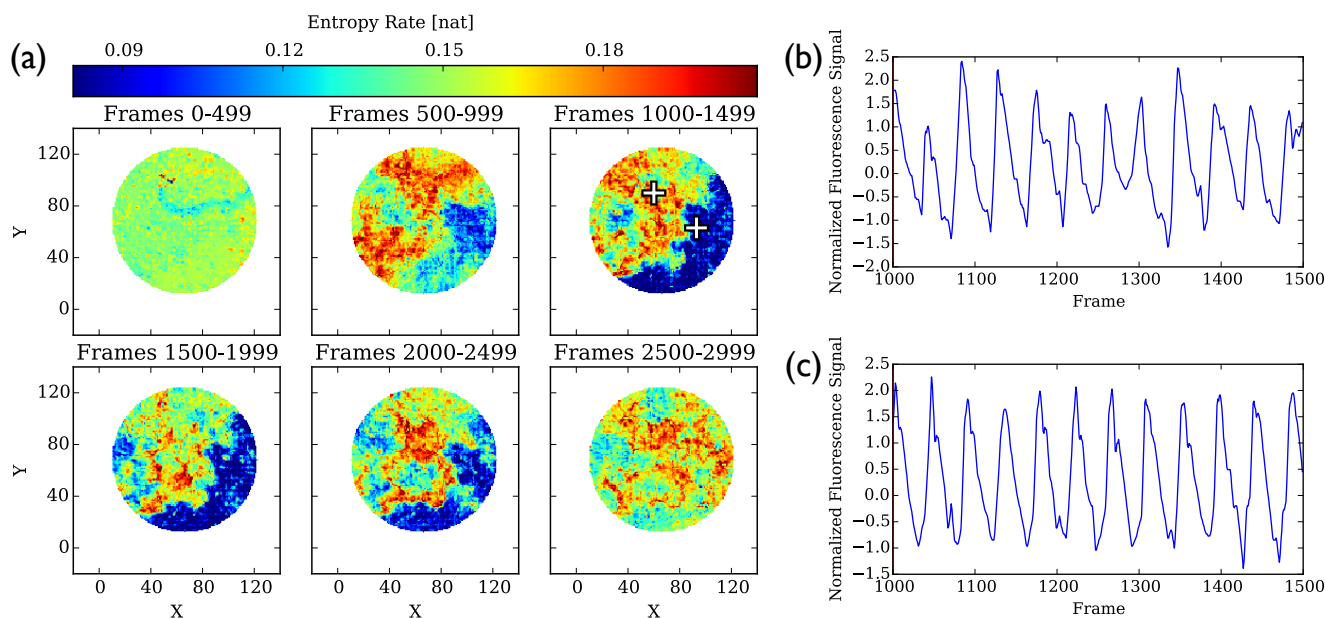 (a)
Entropy Rate [nat]
0.09 0.12 0.15 0.18
Frames 0-499 Frames 500-999 Frames 1000-1499
120
80
40
0
Y
Frames 1500-1999 Frames 2000-2499 Frames 2500-2999
120
80
40
0
Y
0 40 80 120 0 40 80 120 0 40 80 120
X X X
(b)
Normalized Fluorescence Signal
2.5
2.0
1.5
1.0
0.5
0.0
−0.5
−1.0
−1.5
−2.0
1000 1100 1200 1300 1400 1500
Frame
(c)
Normalized Fluorescence Signal
2.5
2.0
1.5
1.0
0.5
0.0
−0.5
−1.0
−1.5
1000 1100 1200 1300 1400 1500
Frame